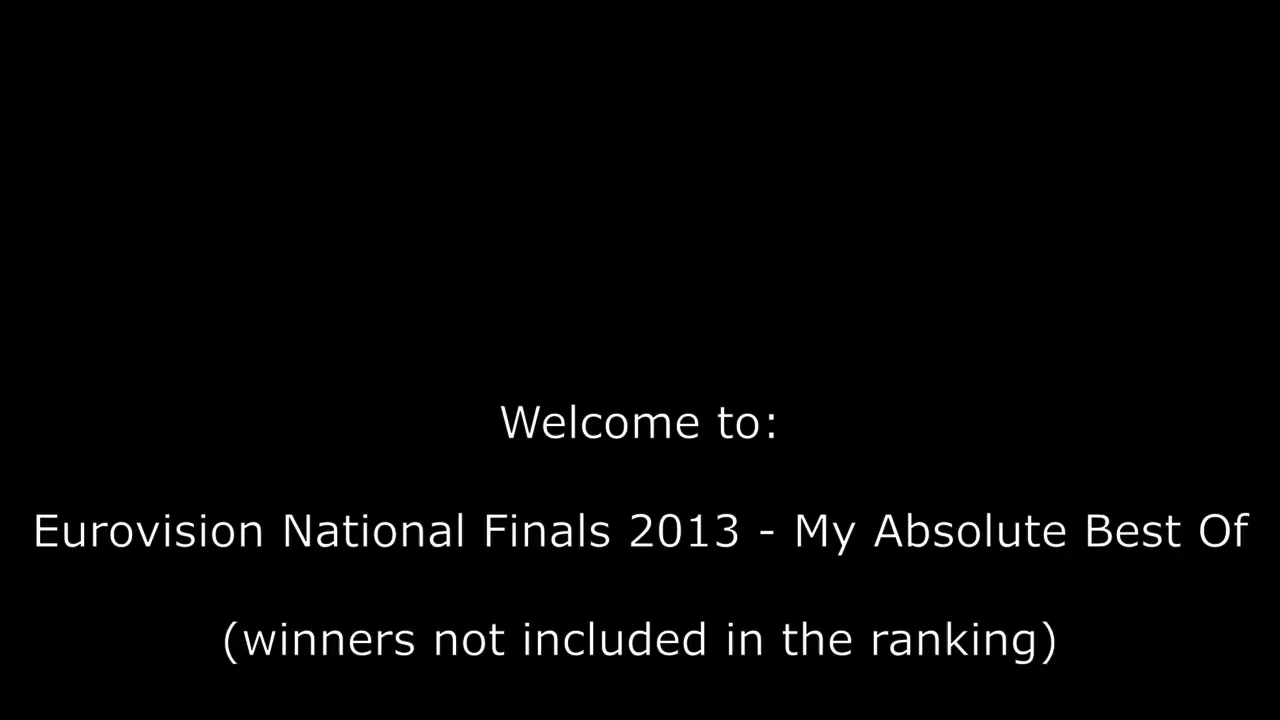 Welcome to:
Eurovision National Finals 2013 - My Absolute Best Of
(winners not included in the ranking)